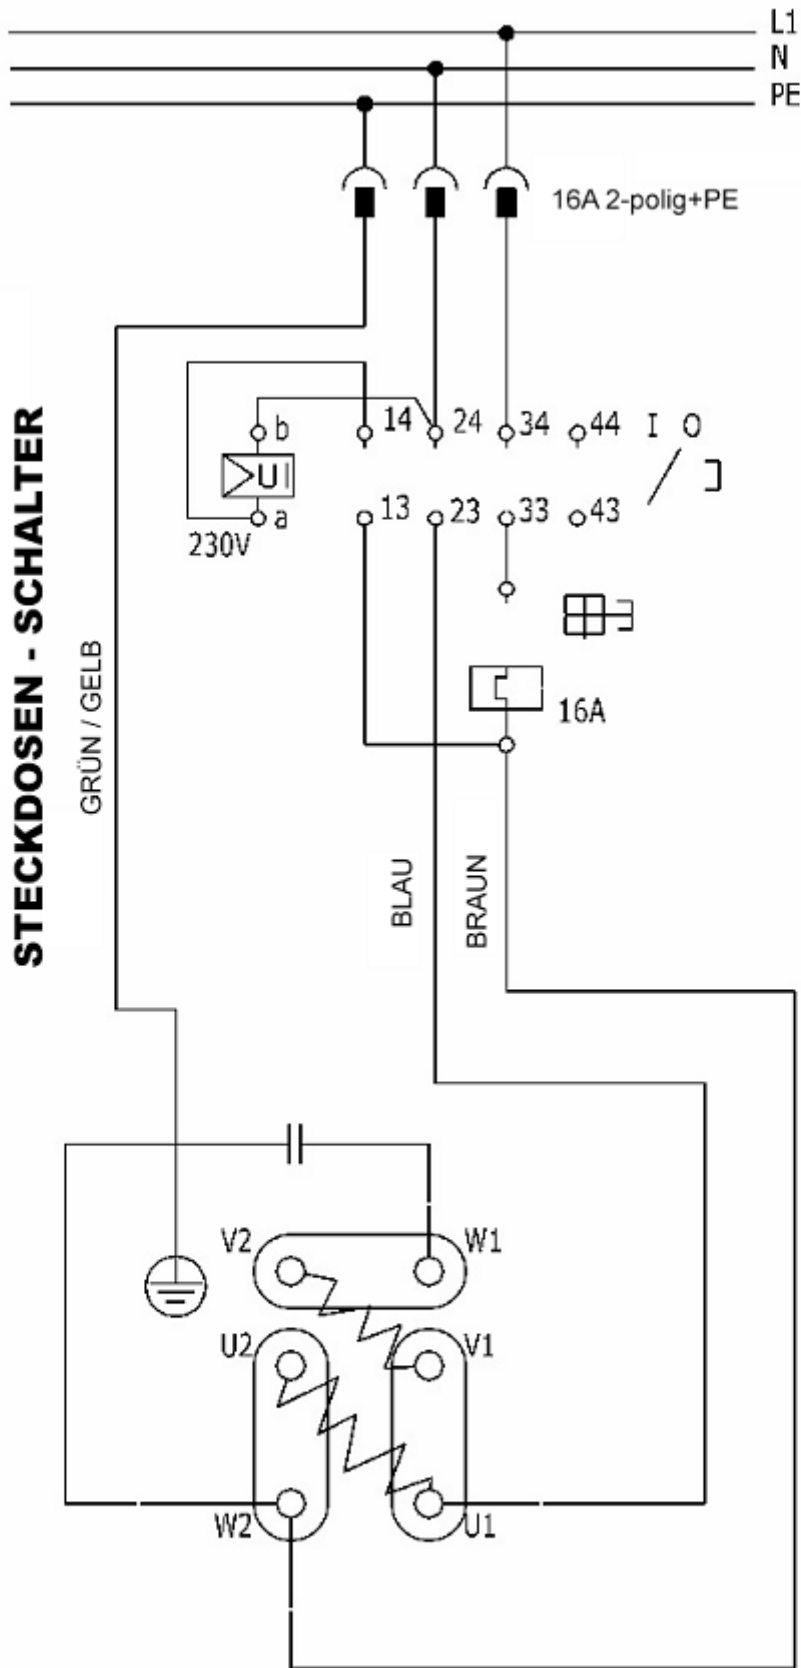 L1
N
PE
16A 2-polig+PE
STECKDOSEN - SCHALTER
GRÜN / GELB
b
14
24
34
44
I O
U
a
230V
13
23
33
43
16A
BLAU
BRAUN
V2
W1
U2
V1
W2
U1